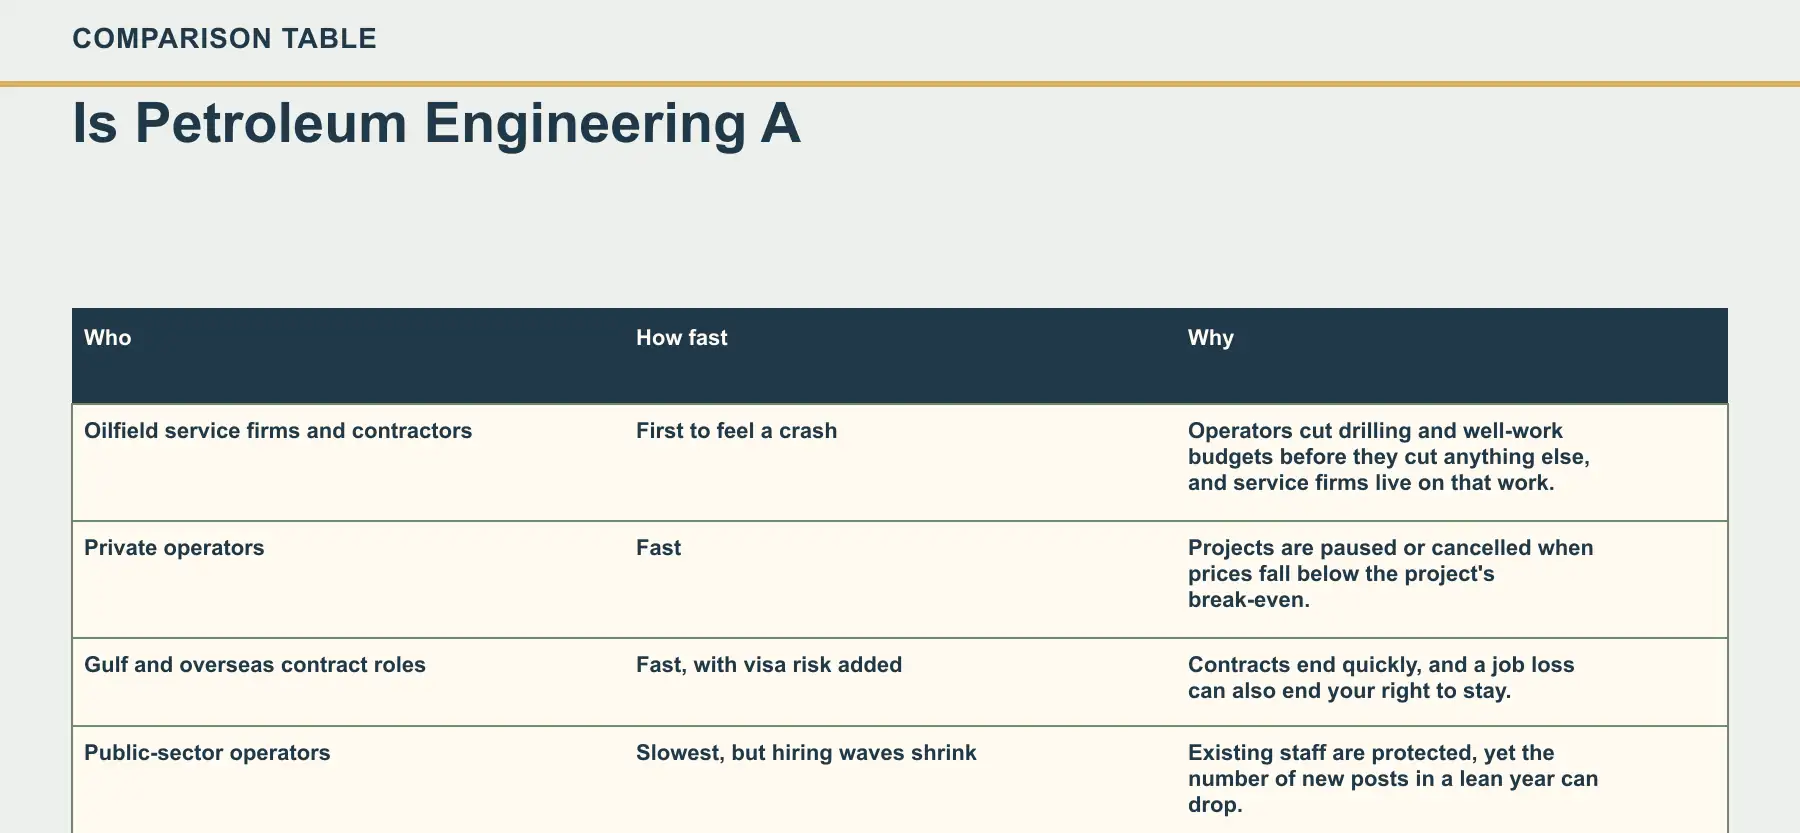 COMPARISON TABLE
Is Petroleum Engineering A
Who
How fast
Why
Oilfield service firms and contractors
First to feel a crash
Operators cut drilling and well-work
budgets before they cut anything else,
and service firms live on that work.
Private operators
Fast
Projects are paused or cancelled when
prices fall below the project's
break-even.
Gulf and overseas contract roles
Fast, with visa risk added
Contracts end quickly, and a job loss
can also end your right to stay.
Public-sector operators
Slowest, but hiring waves shrink
Existing staff are protected, yet the
number of new posts in a lean year can
drop.